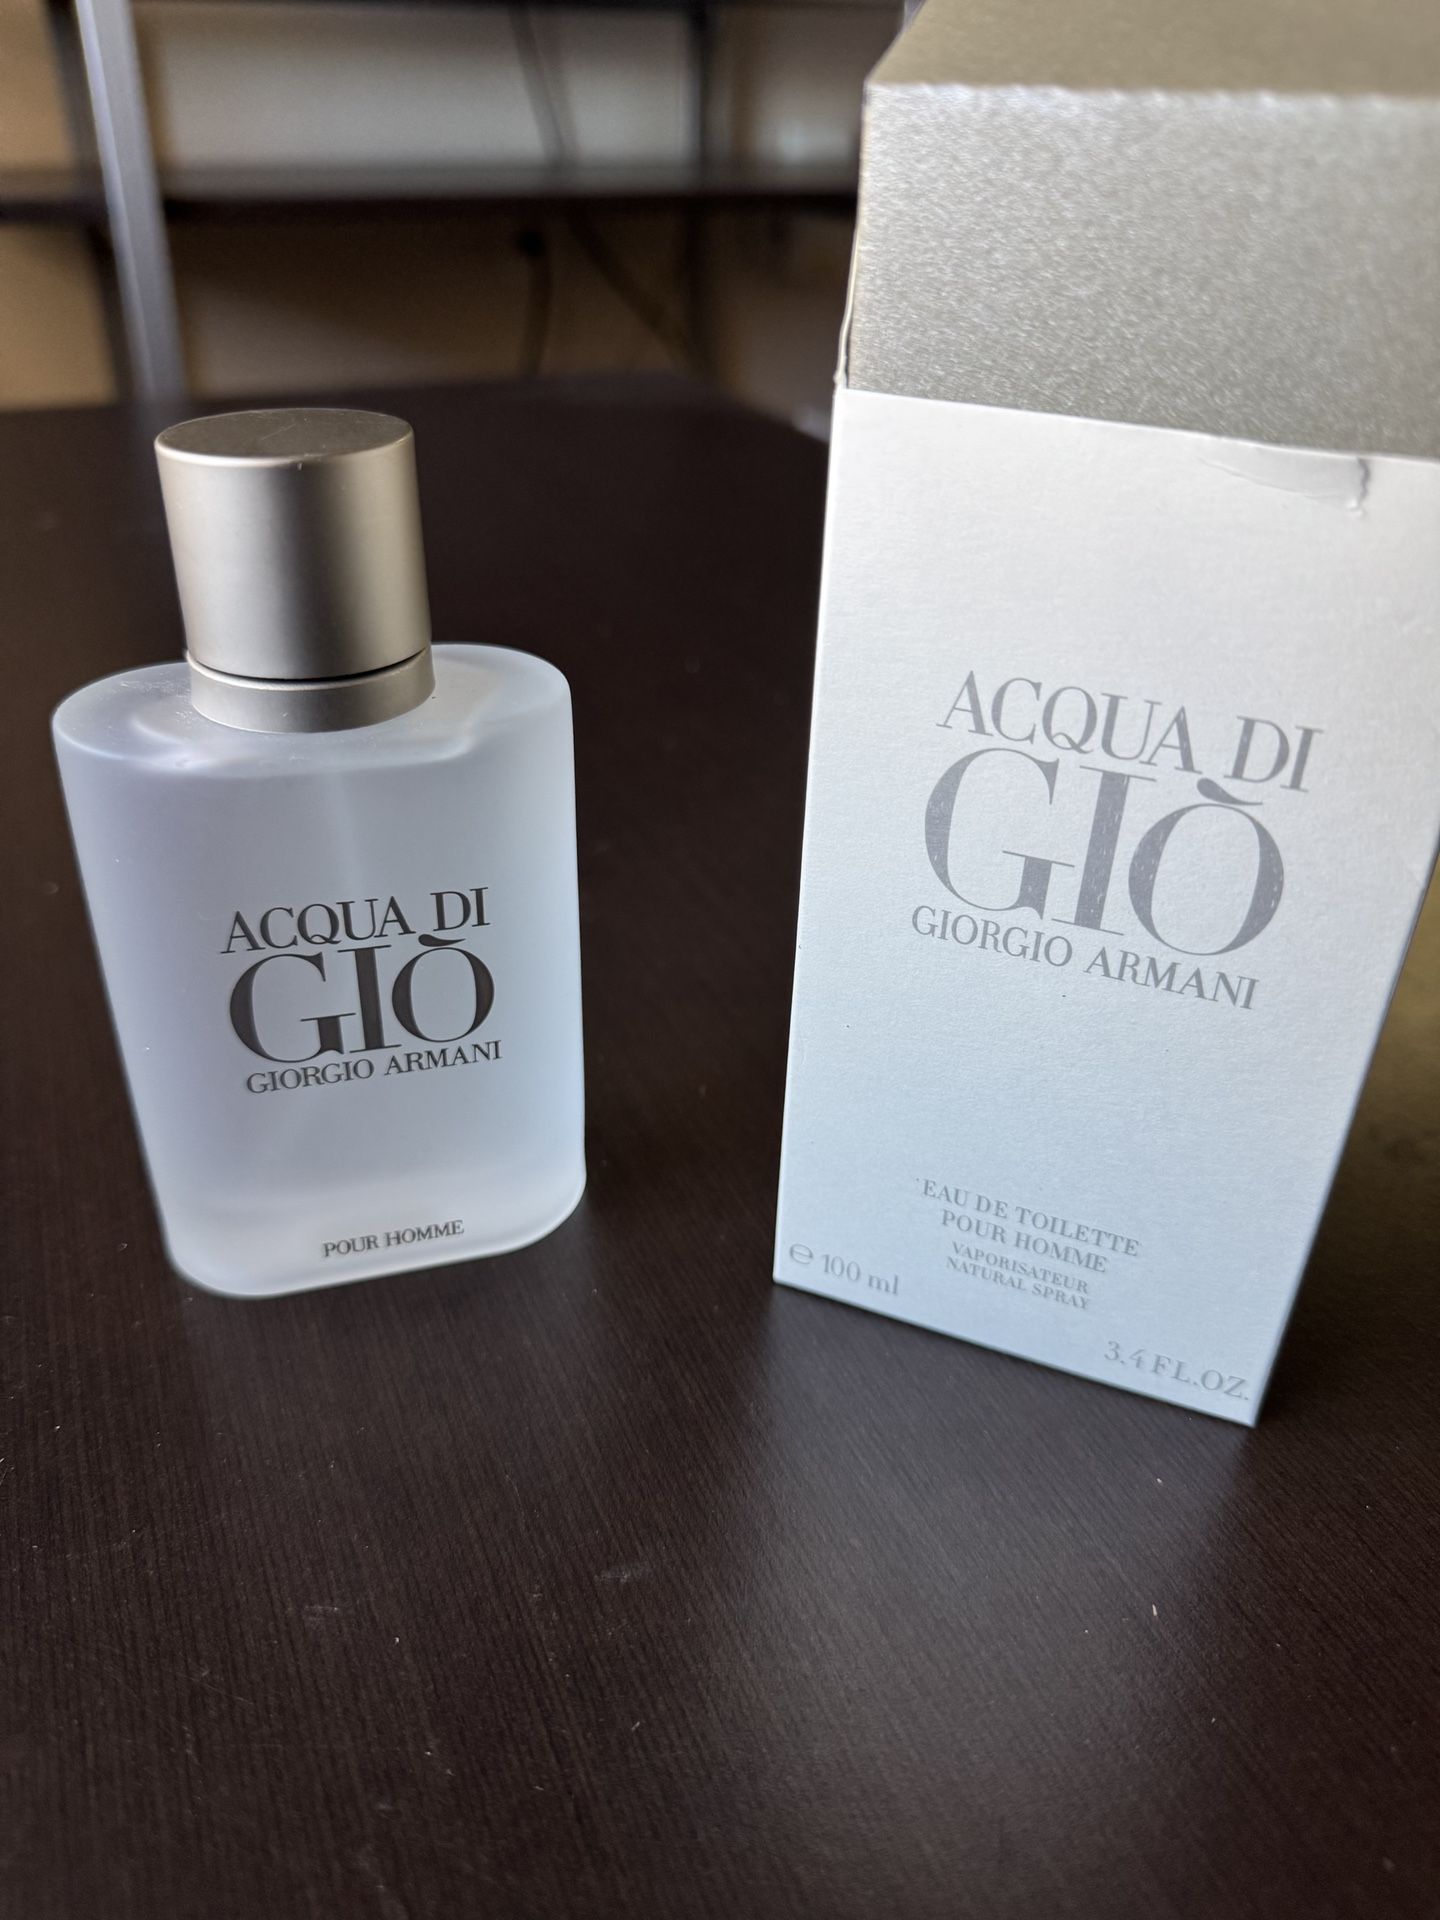 ACQUA DI
GIÒ
GIORGIO ARMANI
POUR HOMME
ACQUA DI
GIÒ
GIORGIO ARMANI
EAU DE TOILETTE
POUR HOMME
VAPORISATEUR
NATURAL SPRAY
℮ 100 ml
3.4 FL.OZ.